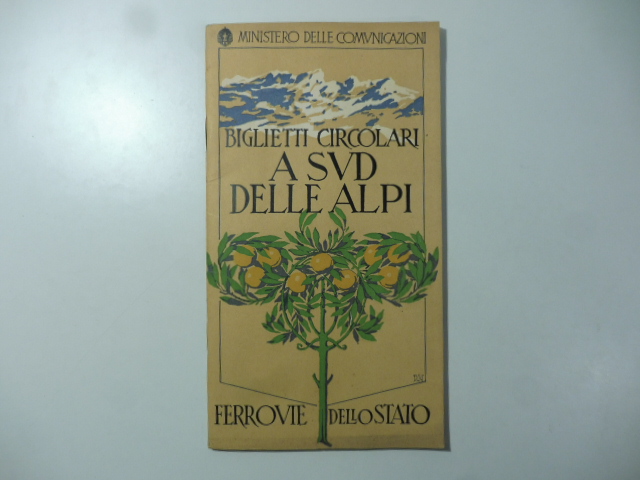 MINISTERO DELLE COMVNICAZIONI
BIGLIETTI CIRCOLARI
A SVD
DELLE ALPI
FERROVIE DELLO STATO